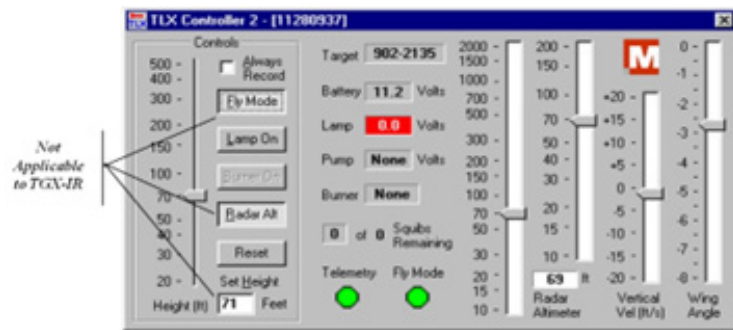 TLX Controller 2 - [11280937]
Controls
Always
Record
Fly Mode
Lamp On
Burner On
Radar Alt
Reset
Set Height
Height (ft) 71 Feet
500 -
400 -
300 -
200 -
150 -
100 -
70 -
50 -
40 -
30 -
20 -
Not
Applicable
to TGX-IR
Target 902-2135
Battery 11.2 Volts
Lamp 0.0 Volts
Pump None Volts
Burner None
0 of 0 Squibs
Remaining
Telemetry Fly Mode
2000 -
1500 -
1000 -
700 -
500 -
300 -
200 -
150 -
100 -
70 -
50 -
30 -
20 -
15 -
10 -
200 -
150 -
100 -
70 -
50 -
40 -
30 -
20 -
15 -
10 -
69 ft
Radar
Altimeter
M
+20 -
+15 -
+10 -
+5 -
0 -
-5 -
-10 -
-15 -
-20 -
Vertical
Vel (ft/s)
0 -
-1 -
-2 -
-3 -
-4 -
-5 -
-6 -
-7 -
-8 -
Wing
Angle